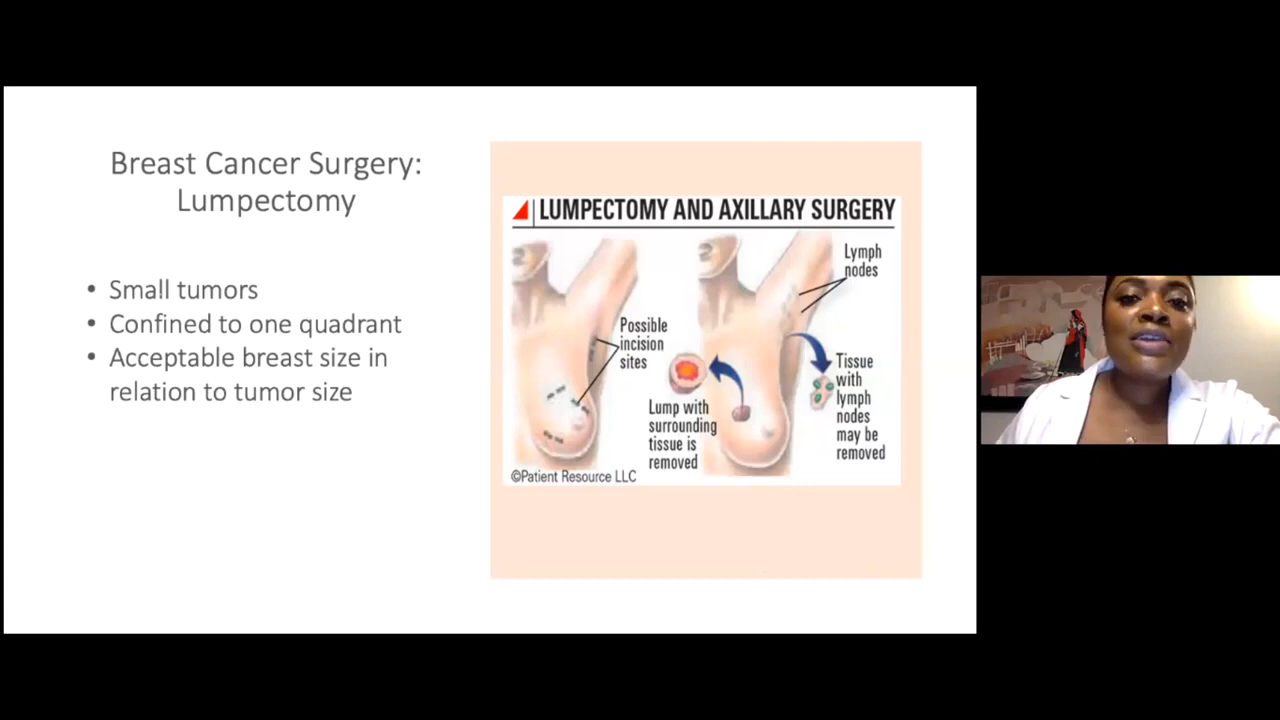 Breast Cancer Surgery:
Lumpectomy
• Small tumors
• Confined to one quadrant
• Acceptable breast size in
relation to tumor size
LUMPECTOMY AND AXILLARY SURGERY
Possible
incision
sites
Lump with
surrounding
tissue is
removed
Lymph
nodes
Tissue
with
lymph
nodes
may be
removed
©Patient Resource LLC